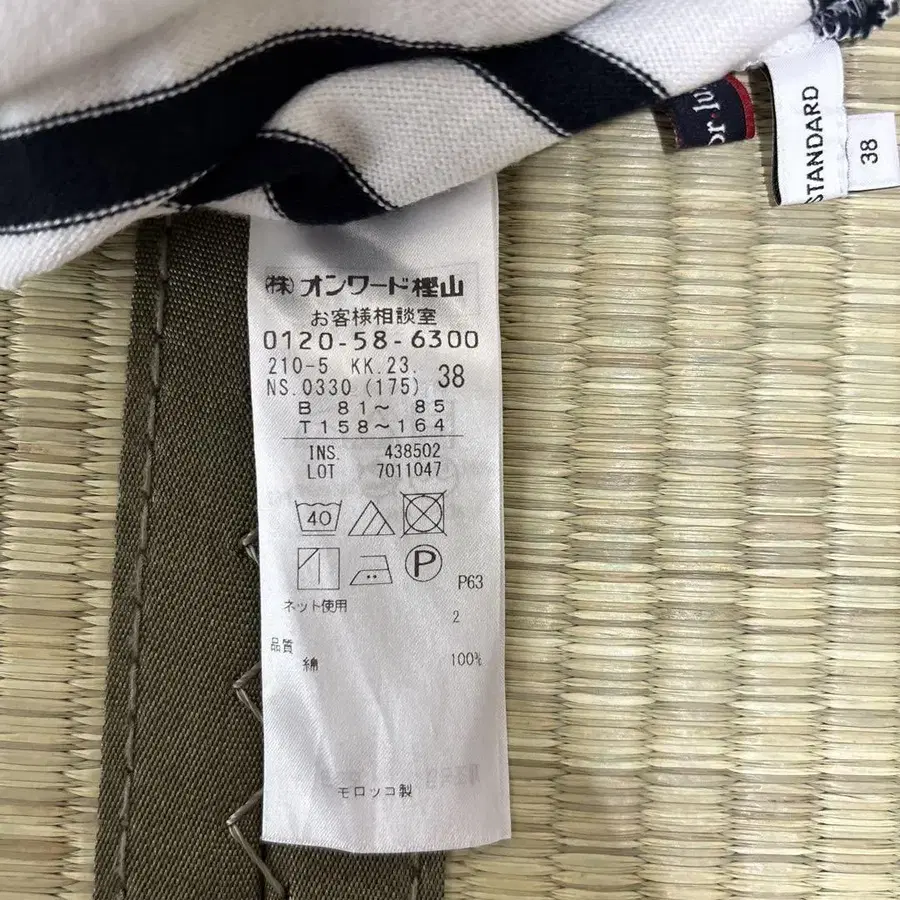 STANDARD
38
(株)オンワード樫山
お客様相談室
0120-58-6300
210-5 KK.23.
NS.0330 (175) 38
B 81〜 85
T158〜164
INS. 438502
LOT 7011047
40
P
P63
ネット使用
2
品質
綿 100%
モロッコ製